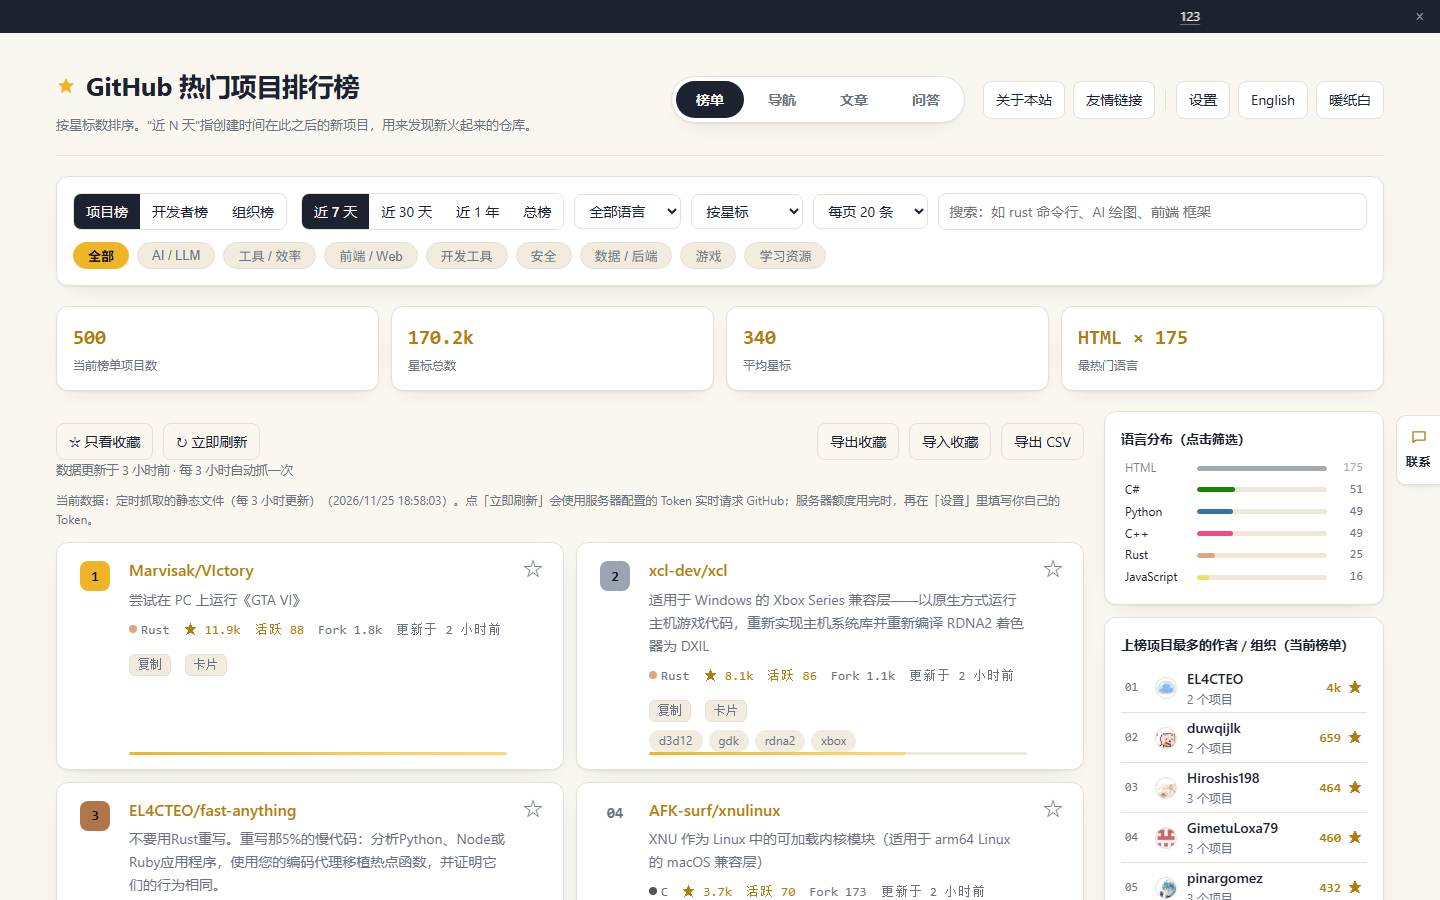 123
×
GitHub 热门项目排行榜
按星标数排序。"近 N 天"指创建时间在此之后的新项目，用来发现新火起来的仓库。
榜单 导航 文章 问答
关于本站 友情链接 设置 English 暖纸白
项目榜 开发者榜 组织榜 近 7 天 近 30 天 近 1 年 总榜 全部语言 按星标 每页 20 条 搜索：如 rust 命令行、AI 绘图、前端 框架
全部 AI / LLM 工具 / 效率 前端 / Web 开发工具 安全 数据 / 后端 游戏 学习资源
500
当前榜单项目数
170.2k
星标总数
340
平均星标
HTML × 175
最热门语言
☆ 只看收藏 ↻ 立即刷新 导出收藏 导入收藏 导出 CSV
数据更新于 3 小时前 · 每 3 小时自动抓一次
当前数据：定时抓取的静态文件（每 3 小时更新）（2026/11/25 18:58:03）。点「立即刷新」会使用服务器配置的 Token 实时请求 GitHub；服务器额度用完时，再在「设置」里填写你自己的
Token。
1
Marvisak/VIctory
尝试在 PC 上运行《GTA VI》
Rust ★ 11.9k 活跃 88 Fork 1.8k 更新于 2 小时前
复制 卡片
2
xcl-dev/xcl
适用于 Windows 的 Xbox Series 兼容层——以原生方式运行
主机游戏代码，重新实现主机系统库并重新编译 RDNA2 着色
器为 DXIL
Rust ★ 8.1k 活跃 86 Fork 1.1k 更新于 2 小时前
复制 卡片
d3d12 gdk rdna2 xbox
3
EL4CTEO/fast-anything
不要用Rust重写。重写那5%的慢代码：分析Python、Node或
Ruby应用程序，使用您的编码代理移植热点函数，并证明它
们的行为相同。
04
AFK-surf/xnulinux
XNU 作为 Linux 中的可加载内核模块（适用于 arm64 Linux
的 macOS 兼容层）
C ★ 3.7k 活跃 70 Fork 173 更新于 2 小时前
语言分布（点击筛选）
HTML 175
C# 51
Python 49
C++ 49
Rust 25
JavaScript 16
上榜项目最多的作者 / 组织（当前榜单）
01 EL4CTEO 4k ★
2 个项目
02 duwqijlk 659 ★
2 个项目
03 Hiroshis198 464 ★
3 个项目
04 GimetuLoxa79 460 ★
3 个项目
05 pinargomez 432 ★
3 个项目
联系